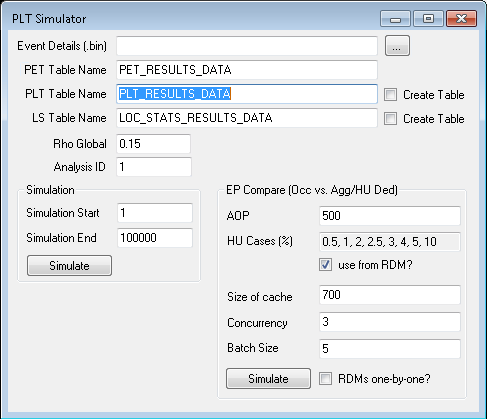 PLT Simulator
Event Details (.bin)
...
PET Table Name PET_RESULTS_DATA
PLT Table Name PLT_RESULTS_DATA Create Table
LS Table Name LOC_STATS_RESULTS_DATA Create Table
Rho Global 0.15
Analysis ID 1
Simulation
Simulation Start 1
Simulation End 100000
Simulate
EP Compare (Occ vs. Agg/HU Ded)
AOP 500
HU Cases (%) 0.5, 1, 2, 2.5, 3, 4, 5, 10
use from RDM?
Size of cache 700
Concurrency 3
Batch Size 5
Simulate RDMs one-by-one?